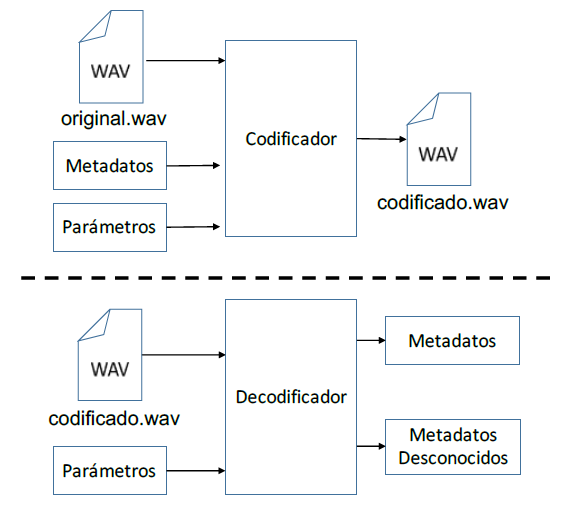 WAV
original.wav
Metadatos
Parámetros
Codificador
WAV
codificado.wav
WAV
codificado.wav
Parámetros
Decodificador
Metadatos
Metadatos
Desconocidos